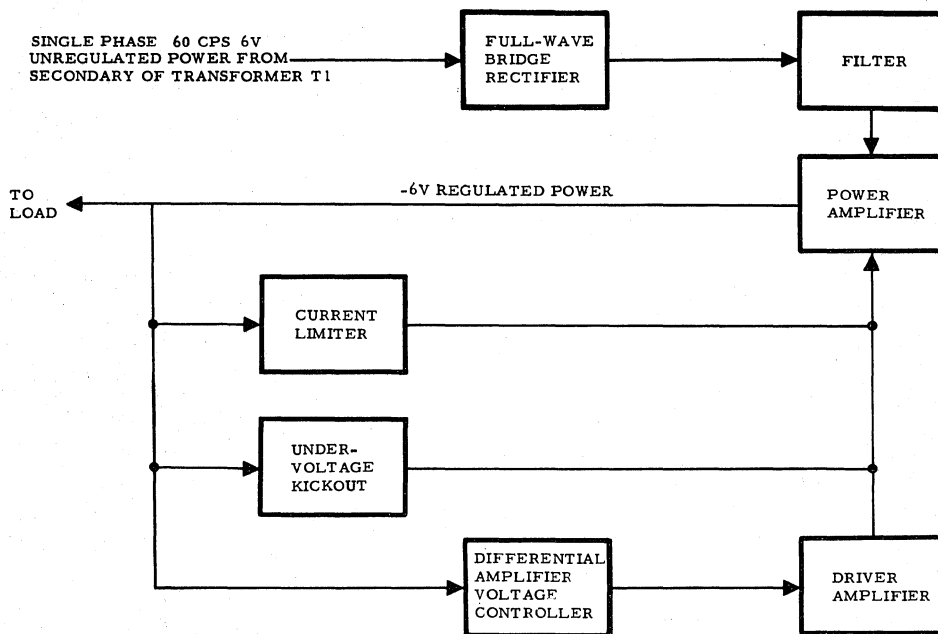 SINGLE PHASE 60 CPS 6V
UNREGULATED POWER FROM
SECONDARY OF TRANSFORMER T1
FULL-WAVE
BRIDGE
RECTIFIER
FILTER
TO
LOAD
-6V REGULATED POWER
POWER
AMPLIFIER
CURRENT
LIMITER
UNDER-
VOLTAGE
KICKOUT
DIFFERENTIAL
AMPLIFIER
VOLTAGE
CONTROLLER
DRIVER
AMPLIFIER